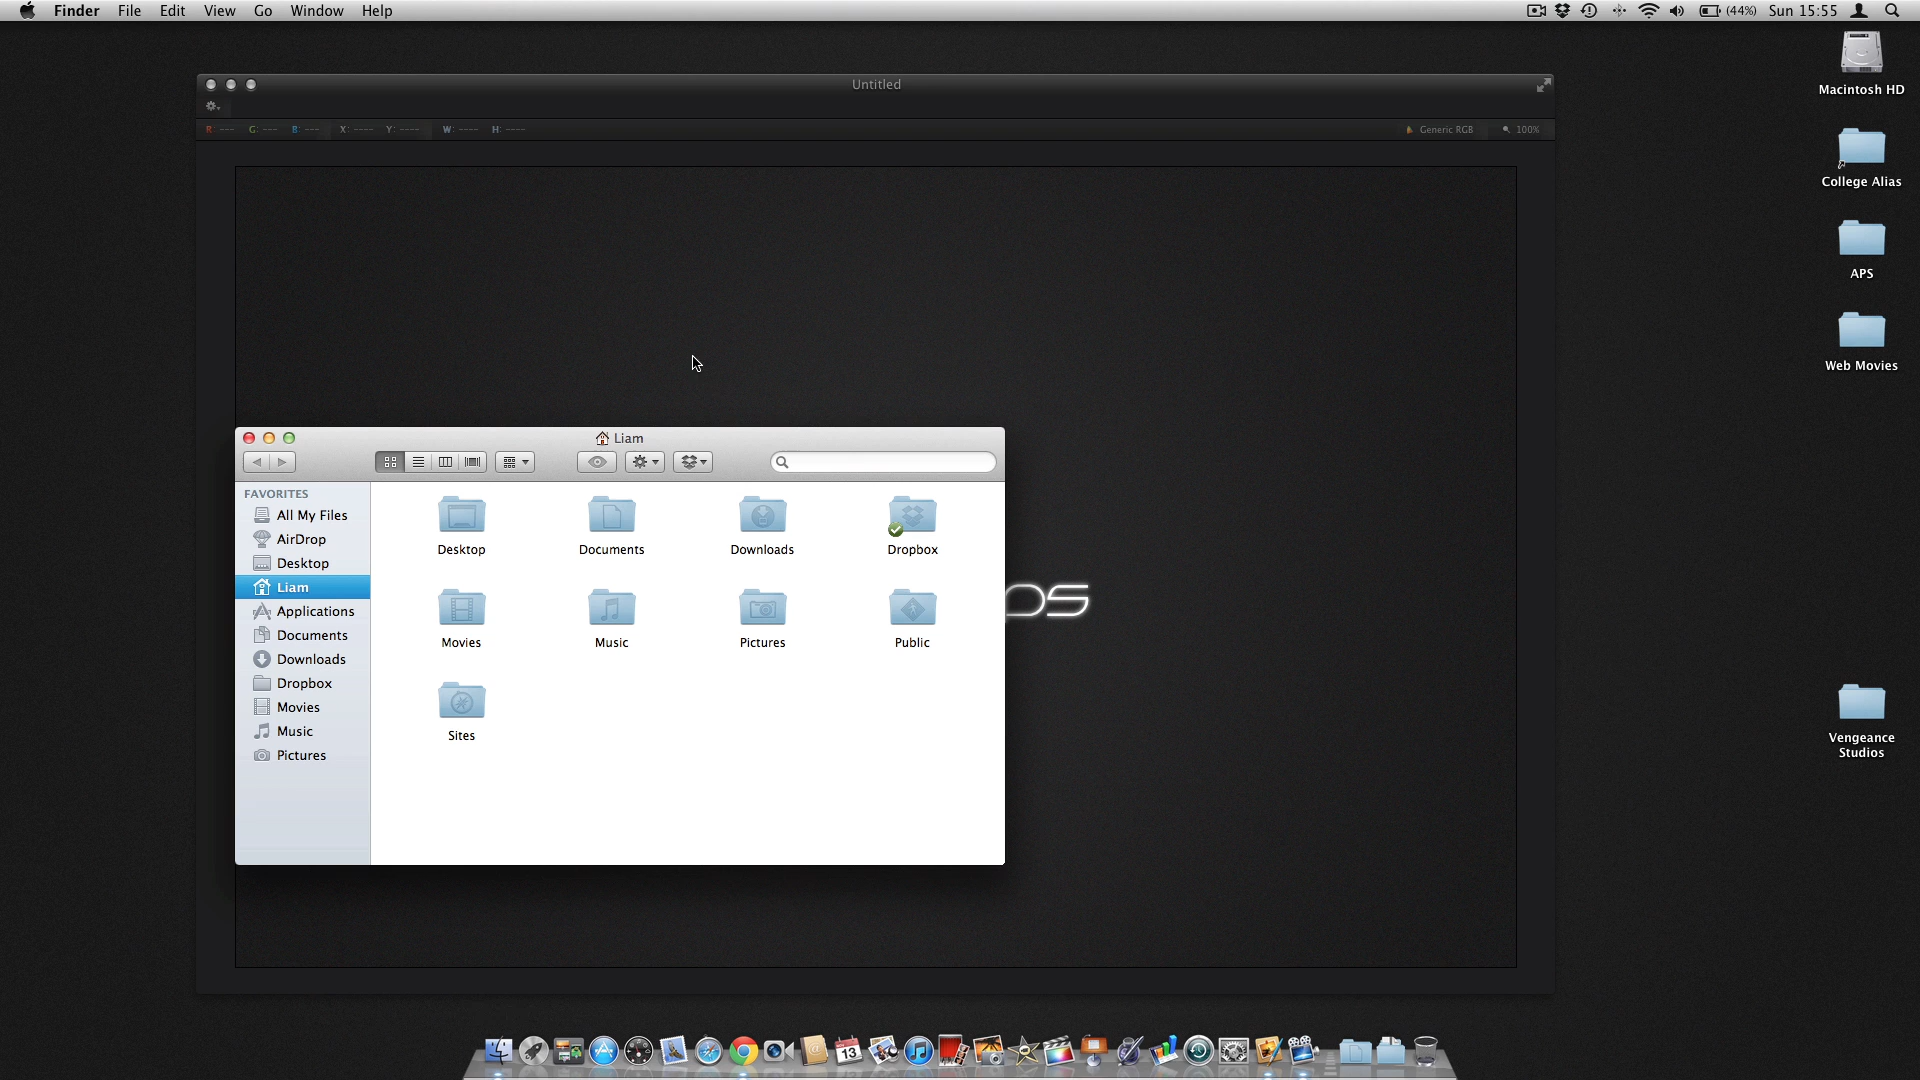 Finder File Edit View Go Window Help
(44%) Sun 15:55
Untitled
R: --- G: --- B: --- X: ---- Y: ---- W: ---- H: ----
Generic RGB 100%
Macintosh HD
College Alias
APS
Web Movies
Vengeance
Studios
Liam
FAVORITES
All My Files
AirDrop
Desktop
Liam
Applications
Documents
Downloads
Dropbox
Movies
Music
Pictures
Desktop Documents Downloads Dropbox
Movies Music Pictures Public
Sites
OS
13